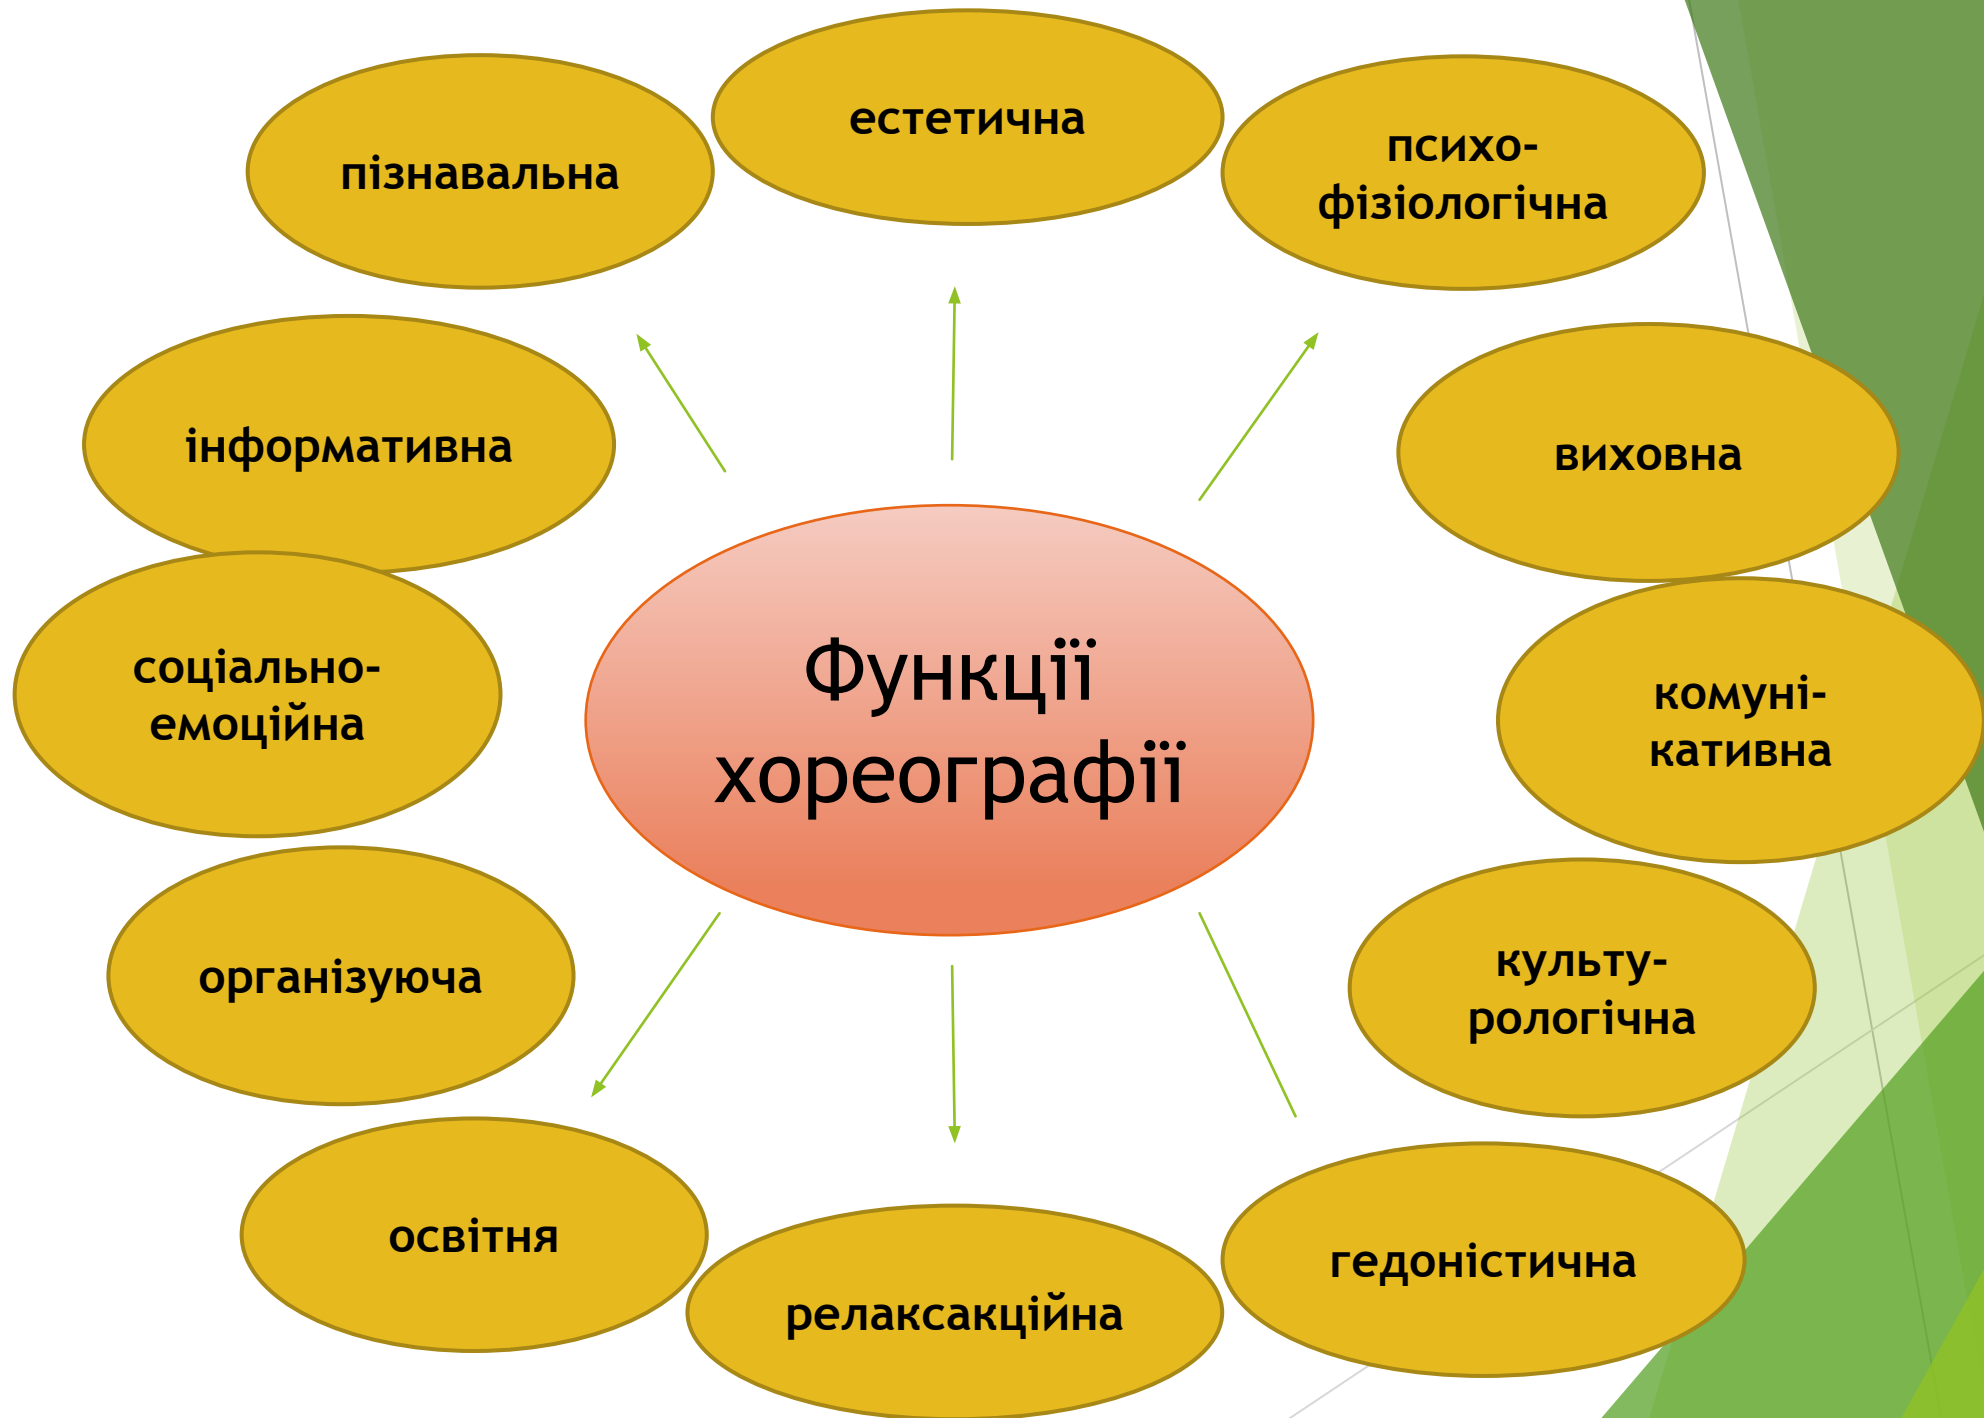 естетична
пізнавальна
психо-
фізіологічна
інформативна
виховна
соціально-
емоційна
Функції
хореографії
комуні-
кативна
організуюча
культу-
рологічна
освітня
релаксакційна
гедоністична